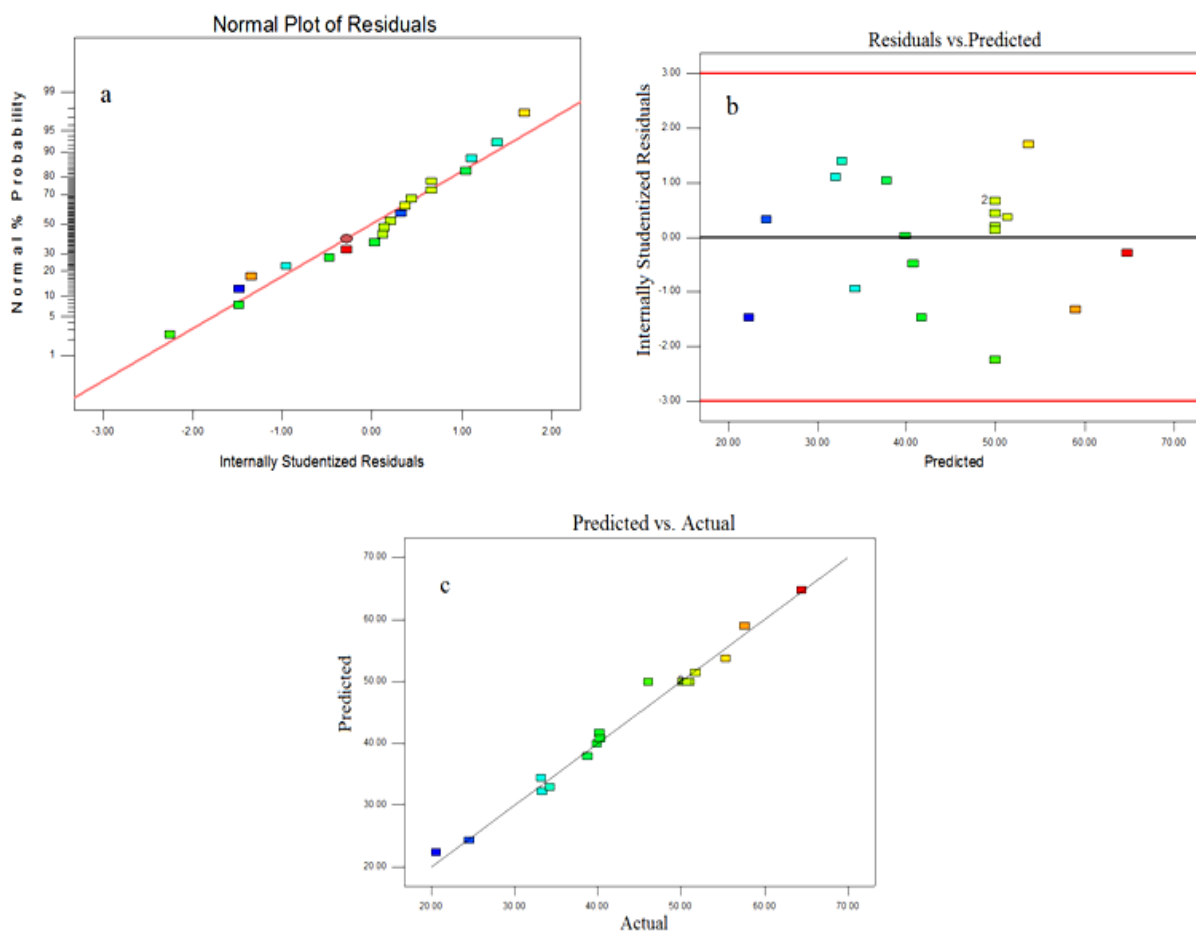 Normal Plot of Residuals
a
Normal % Probability
99
95
90
80
70
50
30
20
10
5
1
-3.00 -2.00 -1.00 0.00 1.00 2.00
Internally Studentized Residuals
Residuals vs.Predicted
b
Internally Studentized Residuals
3.00
2.00
1.00
0.00
-1.00
-2.00
-3.00
2
20.00 30.00 40.00 50.00 60.00 70.00
Predicted
Predicted vs. Actual
c
Predicted
70.00
60.00
50.00
40.00
30.00
20.00
20.00 30.00 40.00 50.00 60.00 70.00
Actual